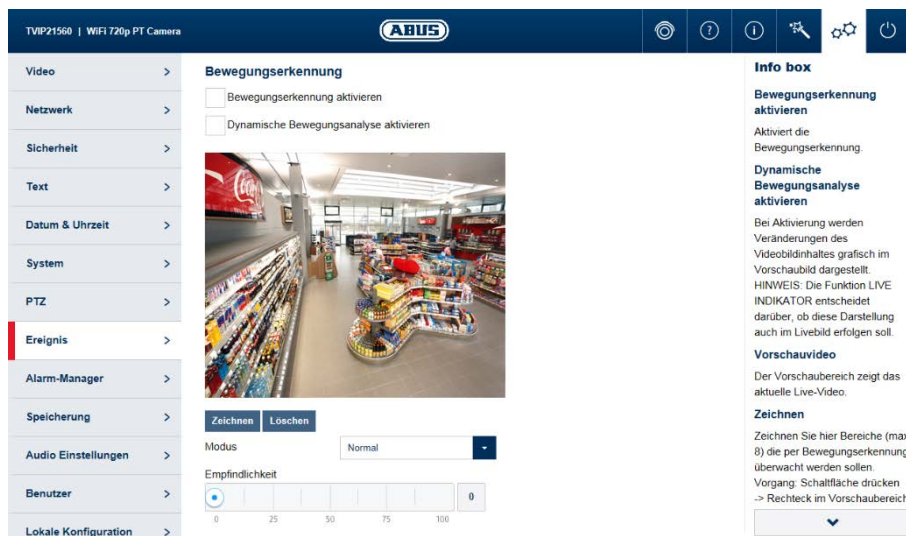 TVIP21560 | WiFi 720p PT Camera
ABUS
Video
Netzwerk
Sicherheit
Text
Datum & Uhrzeit
System
PTZ
Ereignis
Alarm-Manager
Speicherung
Audio Einstellungen
Benutzer
Lokale Konfiguration
Bewegungserkennung
Bewegungserkennung aktivieren
Dynamische Bewegungsanalyse aktivieren
Coca
Zeichnen Löschen
Modus Normal
Empfindlichkeit
0
0 25 50 75 100
Info box
Bewegungserkennung
aktivieren
Aktiviert die
Bewegungserkennung.
Dynamische
Bewegungsanalyse
aktivieren
Bei Aktivierung werden
Veränderungen des
Videobildinhaltes grafisch im
Vorschaubild dargestellt.
HINWEIS: Die Funktion LIVE
INDIKATOR entscheidet
darüber, ob diese Darstellung
auch im Livebild erfolgen soll.
Vorschauvideo
Der Vorschaubereich zeigt das
aktuelle Live-Video.
Zeichnen
Zeichnen Sie hier Bereiche (max
8) die per Bewegungserkennung
überwacht werden sollen.
Vorgang: Schaltfläche drücken
-> Rechteck im Vorschaubereich